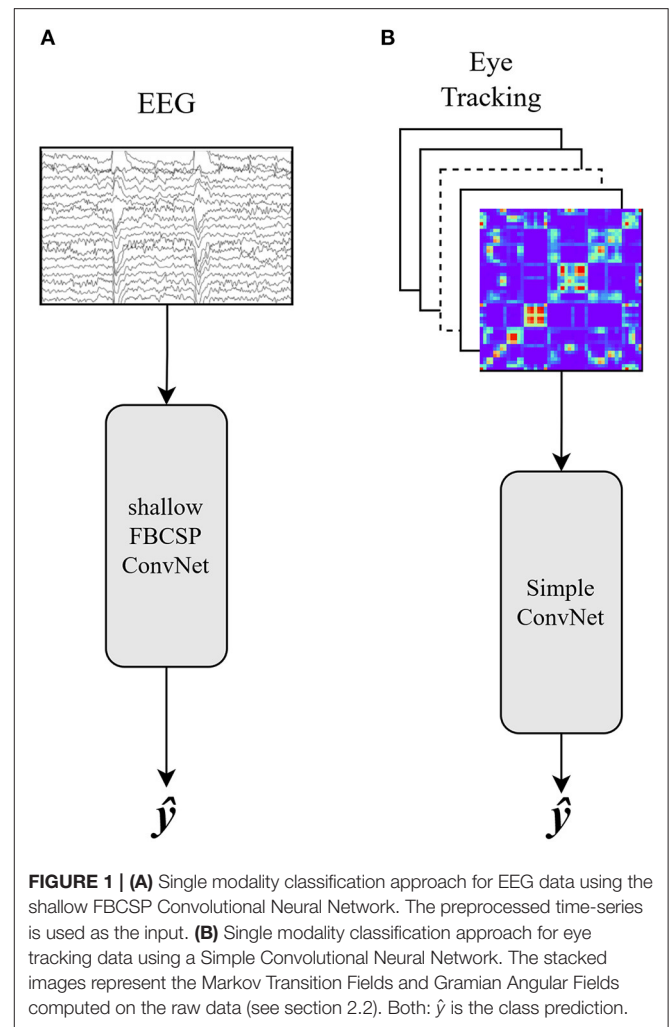 A
B
EEG
Eye
Tracking
shallow
FBCSP
ConvNet
Simple
ConvNet
ŷ
ŷ
FIGURE 1 | (A) Single modality classification approach for EEG data using the
shallow FBCSP Convolutional Neural Network. The preprocessed time-series
is used as the input. (B) Single modality classification approach for eye
tracking data using a Simple Convolutional Neural Network. The stacked
images represent the Markov Transition Fields and Gramian Angular Fields
computed on the raw data (see section 2.2). Both: ŷ is the class prediction.